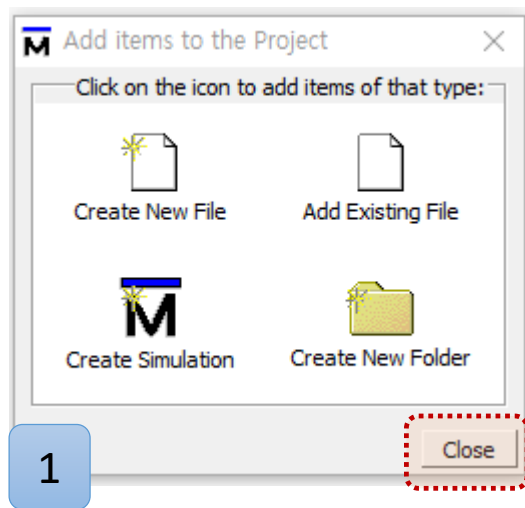 M Add items to the Project
Click on the icon to add items of that type:
Create New File Add Existing File
M
Create Simulation Create New Folder
Close
1